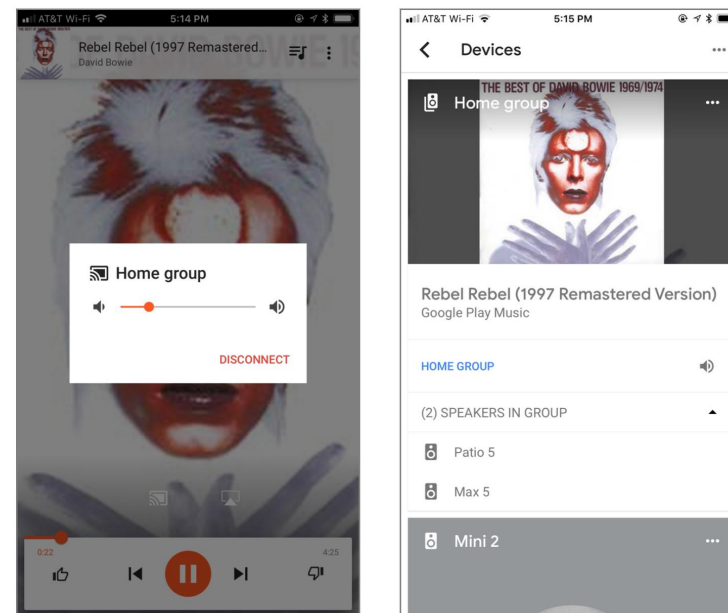 AT&T Wi-Fi
5:14 PM
Rebel Rebel (1997 Remastered...
David Bowie
Home group
DISCONNECT
0:22
4:25
AT&T Wi-Fi
5:15 PM
Devices
THE BEST OF DAVID BOWIE 1969/1974
Home group
Rebel Rebel (1997 Remastered Version)
Google Play Music
HOME GROUP
(2) SPEAKERS IN GROUP
Patio 5
Max 5
Mini 2